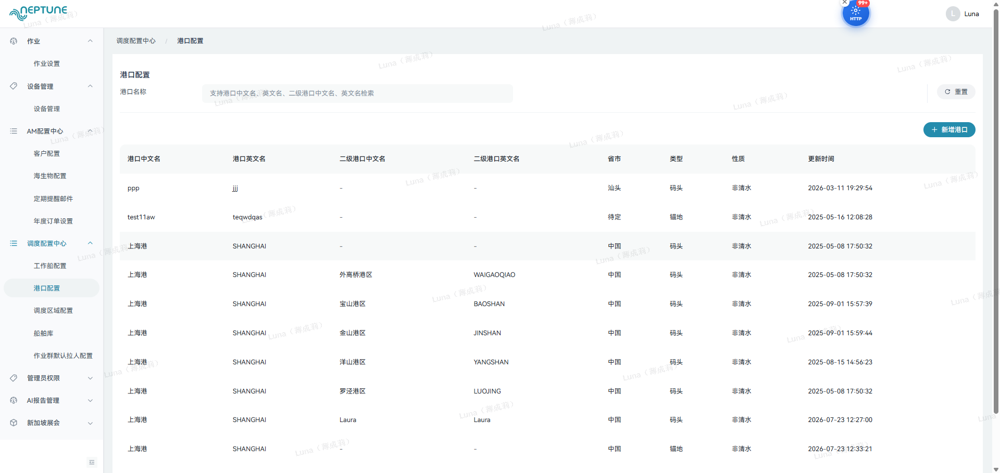 NEPTUNE
99+
HTTP
L Luna
作业
作业设置
设备管理
设备管理
AM配置中心
客户配置
海生物配置
定期提醒邮件
年度订单设置
调度配置中心
工作船配置
港口配置
调度区域配置
船舶库
作业群默认拉人配置
管理员权限
AI报告管理
新加坡展会
调度配置中心 / 港口配置
港口配置
港口名称 支持港口中文名、英文名、二级港口中文名、英文名检索 重置
+ 新增港口
港口中文名 港口英文名 二级港口中文名 二级港口英文名 省市 类型 性质 更新时间
ppp jjj - - 汕头 码头 非清水 2026-03-11 19:29:54
test11aw teqwdqas - - 待定 锚地 非清水 2025-05-16 12:08:28
上海港 SHANGHAI - - 中国 码头 非清水 2025-05-08 17:50:32
上海港 SHANGHAI 外高桥港区 WAIGAOQIAO 中国 码头 非清水 2025-05-08 17:50:32
上海港 SHANGHAI 宝山港区 BAOSHAN 中国 码头 非清水 2025-09-01 15:57:39
上海港 SHANGHAI 金山港区 JINSHAN 中国 码头 非清水 2025-09-01 15:59:44
上海港 SHANGHAI 洋山港区 YANGSHAN 中国 码头 非清水 2025-08-15 14:56:23
上海港 SHANGHAI 罗泾港区 LUOJING 中国 码头 非清水 2025-05-08 17:50:32
上海港 SHANGHAI Laura Laura 中国 码头 非清水 2026-07-23 12:27:00
上海港 SHANGHAI - - 中国 锚地 非清水 2026-07-23 12:33:21
Luna（薄成莉）